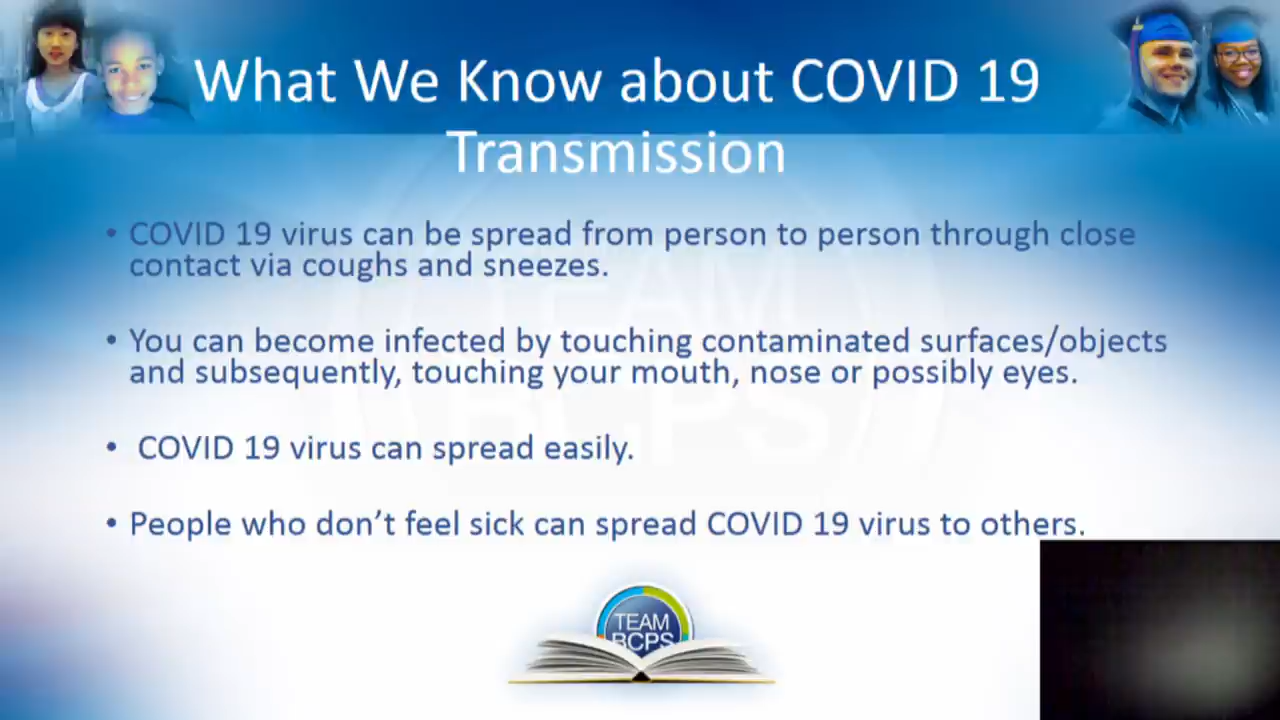 What We Know about COVID 19
Transmission
• COVID 19 virus can be spread from person to person through close
contact via coughs and sneezes.
• You can become infected by touching contaminated surfaces/objects
and subsequently, touching your mouth, nose or possibly eyes.
• COVID 19 virus can spread easily.
• People who don't feel sick can spread COVID 19 virus to others.
TEAM
BCPS
TEAM
BCPS